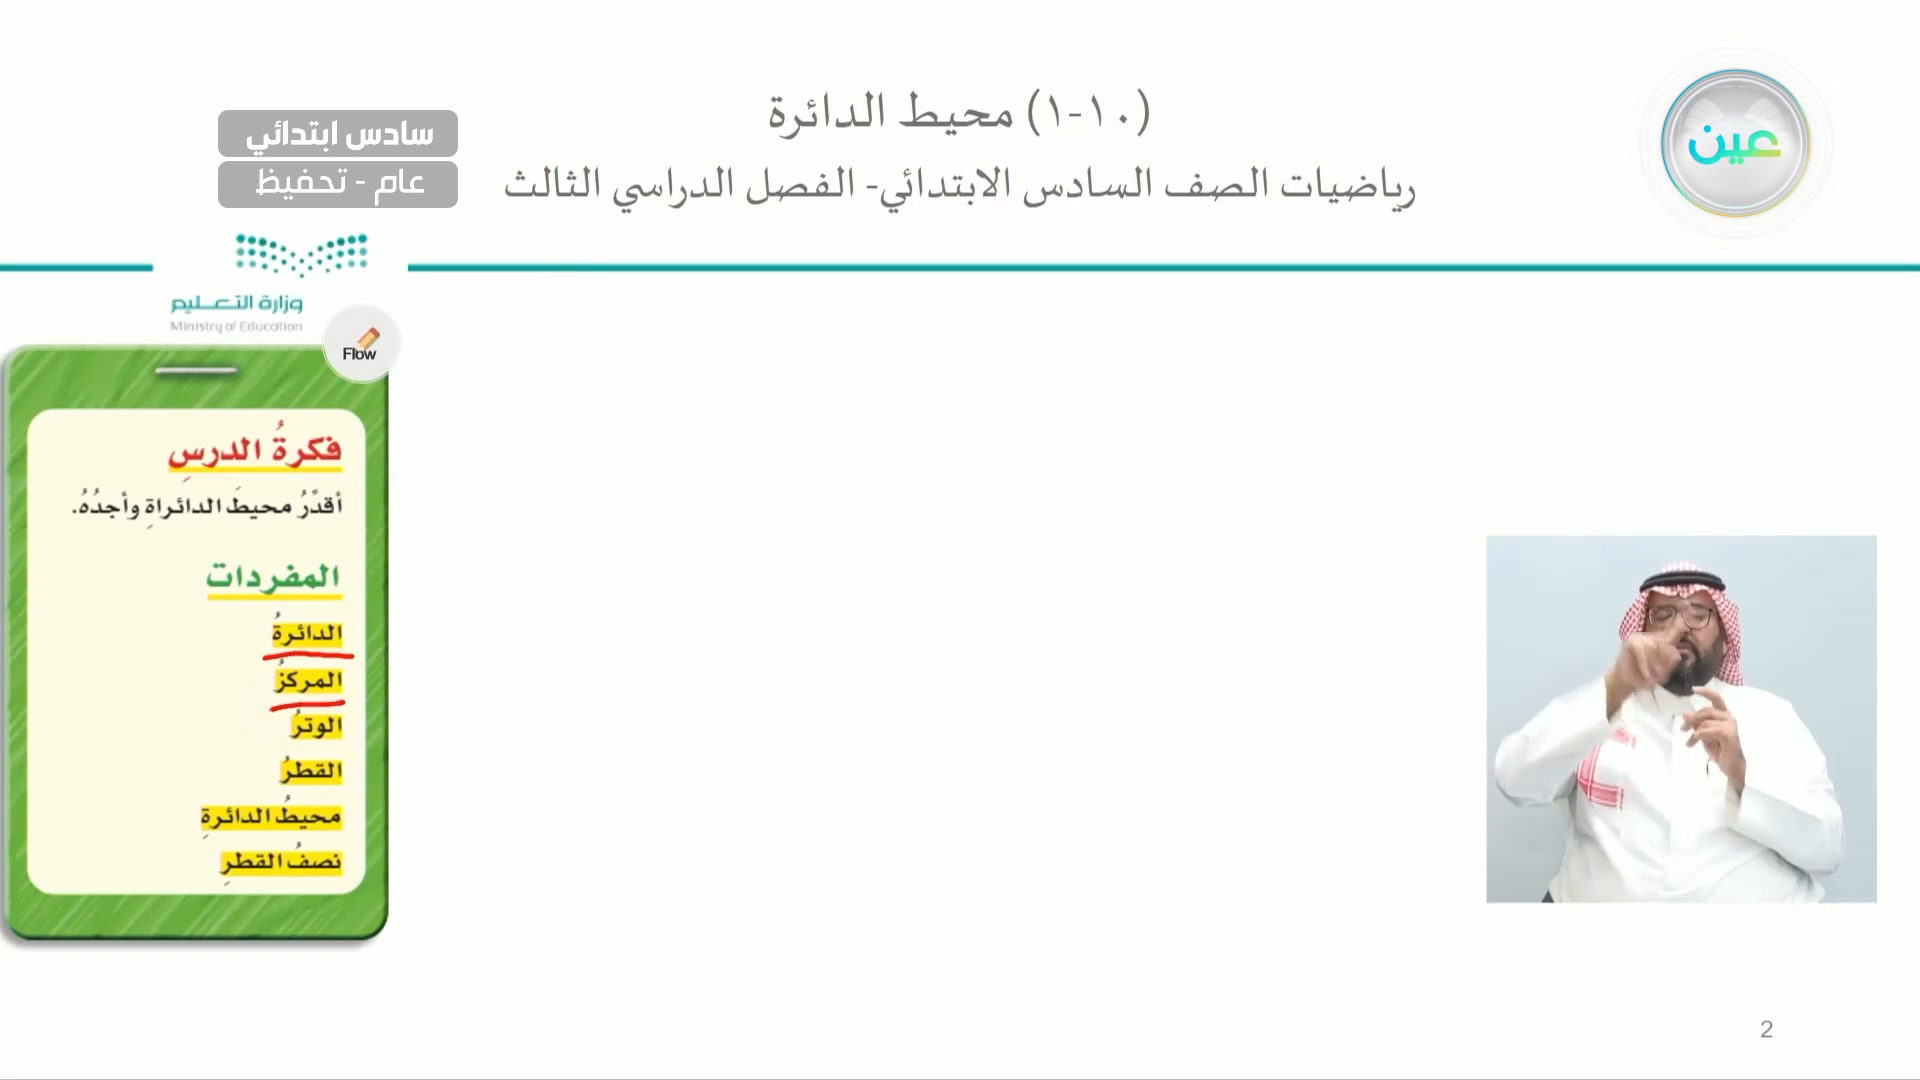 (١٠-١) محيط الدائرة
رياضيات الصف السادس الابتدائي- الفصل الدراسي الثالث
عين
سادس ابتدائي
عام - تحفيظ
وزارة التعليم
Ministry of Education
Flow
فكرةُ الدرسِ
أقدِّرُ محيطَ الدائراةِ وأجدُهُ.
المفردات
الدائرةُ
المركزُ
الوترُ
القطرُ
محيطُ الدائرةِ
نصفُ القطرِ
2